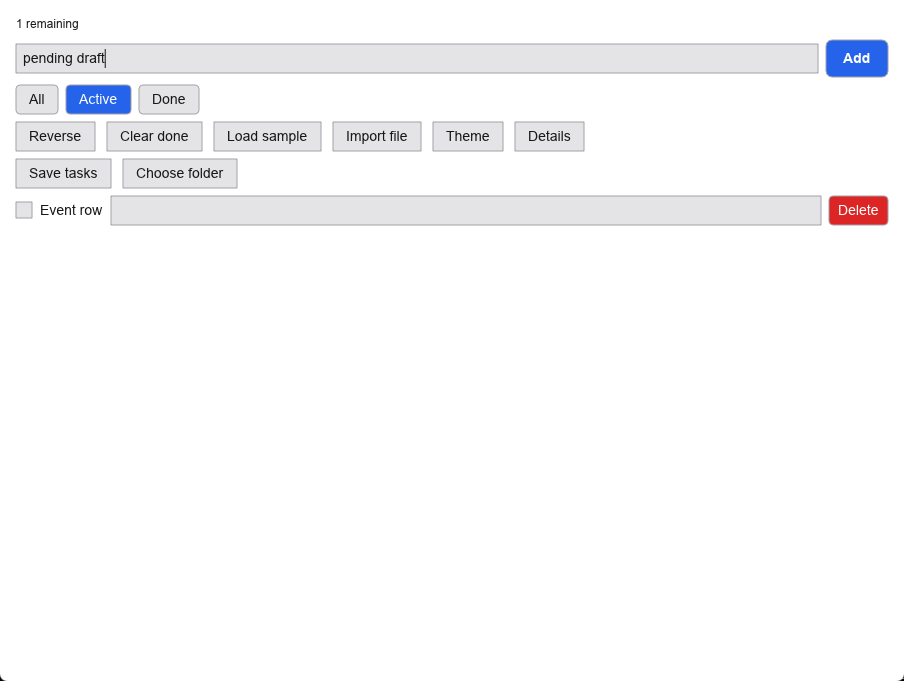 1 remaining
pending draft Add
All Active Done
Reverse Clear done Load sample Import file Theme Details
Save tasks Choose folder
Event row Delete